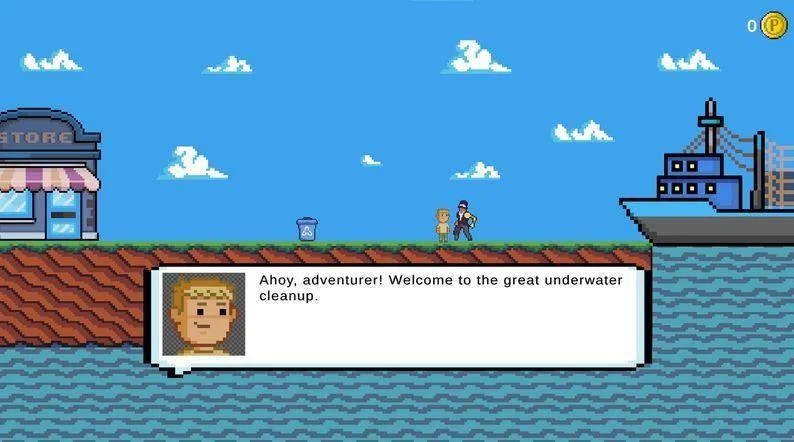 0 P
STORE
Ahoy, adventurer! Welcome to the great underwater
cleanup.